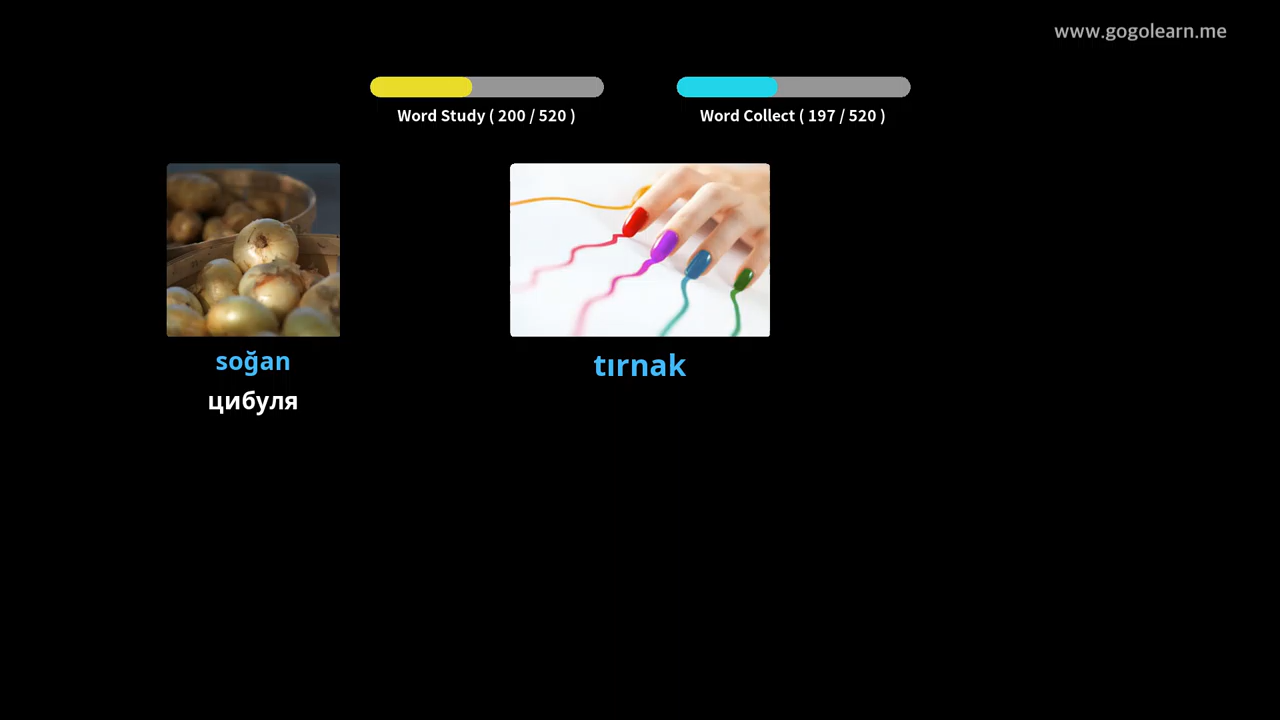 www.gogolearn.me
Word Study ( 200 / 520 )
Word Collect ( 197 / 520 )
soğan
цибуля
tırnak